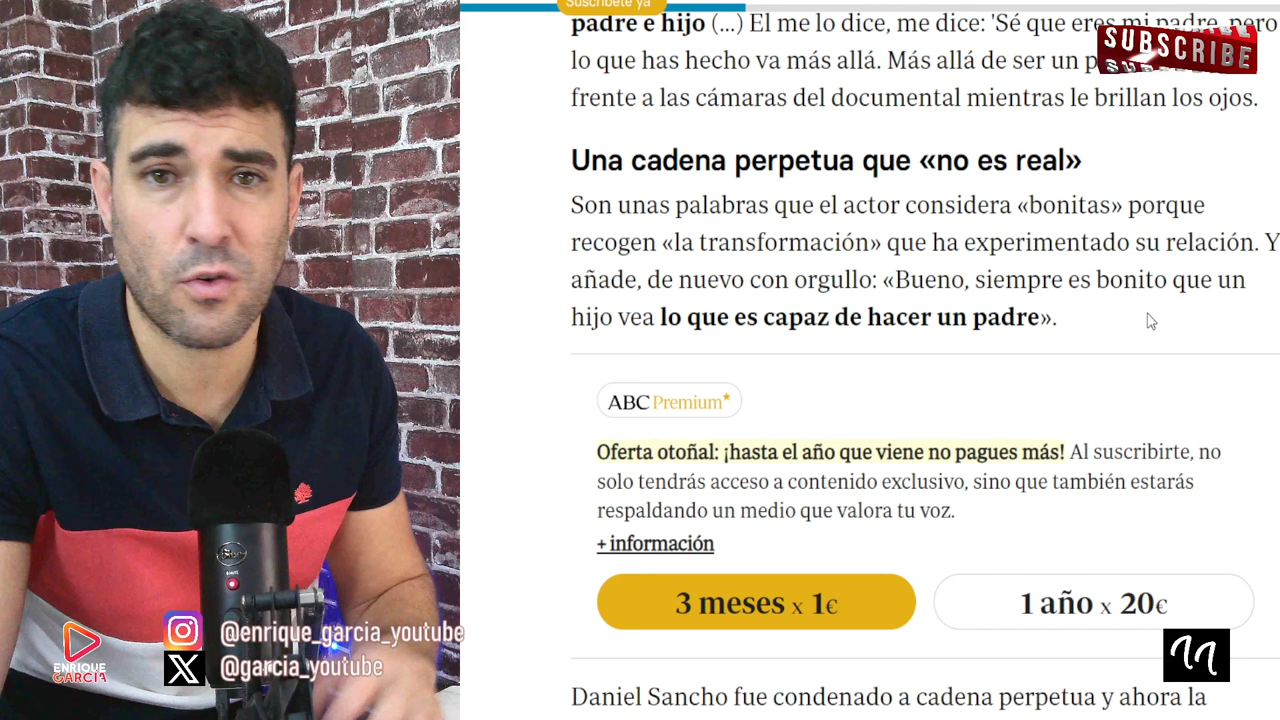 Suscríbete ya
padre e hijo (...) El me lo dice, me dice: 'Sé que eres mi padre, pero
lo que has hecho va más allá. Más allá de ser un
frente a las cámaras del documental mientras le brillan los ojos.
SUBSCRIBE
Una cadena perpetua que «no es real»
Son unas palabras que el actor considera «bonitas» porque
recogen «la transformación» que ha experimentado su relación. Y
añade, de nuevo con orgullo: «Bueno, siempre es bonito que un
hijo vea lo que es capaz de hacer un padre».
ABC Premium*
Oferta otoñal: ¡hasta el año que viene no pagues más! Al suscribirte, no
solo tendrás acceso a contenido exclusivo, sino que también estarás
respaldando un medio que valora tu voz.
+ información
3 meses x 1€
1 año x 20€
Daniel Sancho fue condenado a cadena perpetua y ahora la
@enrique_garcia_youtube
@garcia_youtube
ENRIQUE
GARCIA